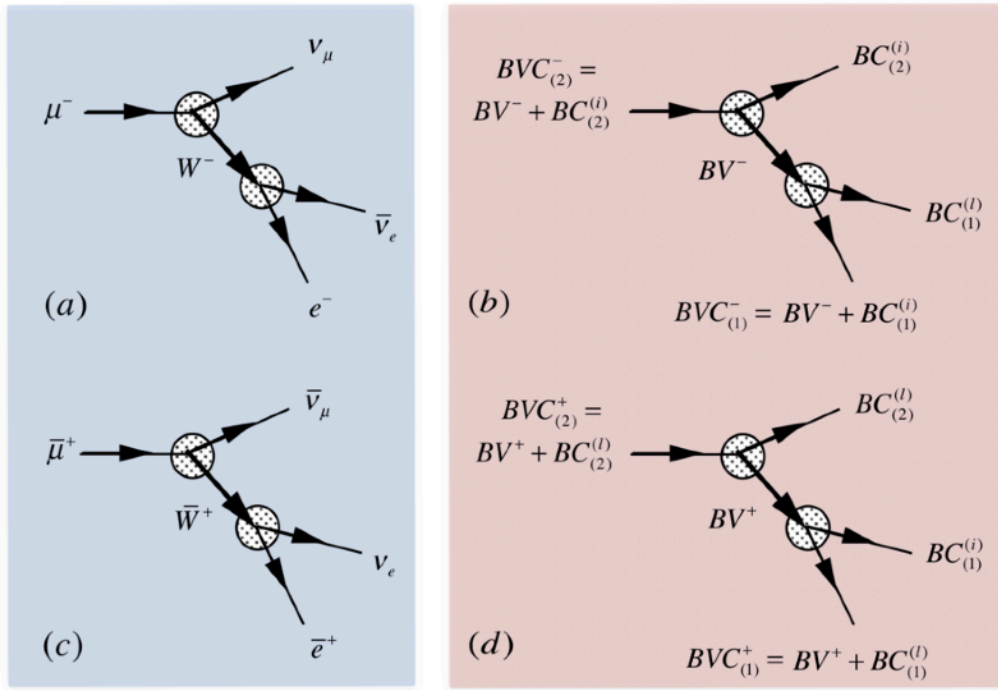 ν_μ
μ⁻
W⁻
ν̅_e
e⁻
(a)
BVC₍₂₎⁻ =
BV⁻ + BC₍₂₎⁽ⁱ⁾
BC₍₂₎⁽ⁱ⁾
BV⁻
BC₍₁₎⁽ˡ⁾
BVC₍₁₎⁻ = BV⁻ + BC₍₁₎⁽ⁱ⁾
(b)
ν̅_μ
μ̅⁺
W̅⁺
ν_e
e̅⁺
(c)
BVC₍₂₎⁺ =
BV⁺ + BC₍₂₎⁽ˡ⁾
BC₍₂₎⁽ˡ⁾
BV⁺
BC₍₁₎⁽ⁱ⁾
(d)
BVC₍₁₎⁺ = BV⁺ + BC₍₁₎⁽ˡ⁾